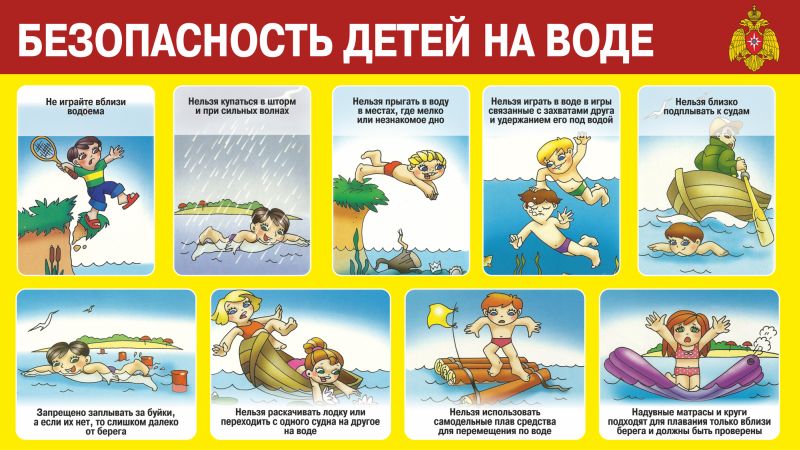 БЕЗОПАСНОСТЬ ДЕТЕЙ НА ВОДЕ
Не играйте вблизи
водоема
Нельзя купаться в шторм
и при сильных волнах
Нельзя прыгать в воду
в местах, где мелко
или незнакомое дно
Нельзя играть в воде в игры
связанные с захватами друга
и удержанием его под водой
Нельзя близко
подплывать к судам
Запрещено заплывать за буйки,
а если их нет, то слишком далеко
от берега
Нельзя раскачивать лодку или
переходить с одного судна на другое
на воде
Нельзя использовать
самодельные плав средства
для перемещения по воде
Надувные матрасы и круги
подходят для плавания только вблизи
берега и должны быть проверены